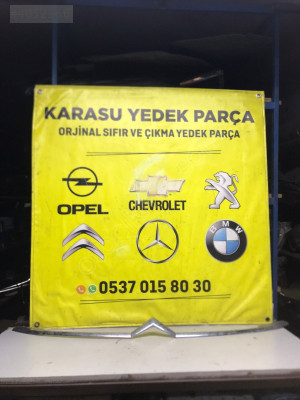 KARASU YEDEK PARÇA
ORJİNAL SIFIR VE ÇIKMA YEDEK PARÇA
OPEL
CHEVROLET
BMW
0537 015 80 30